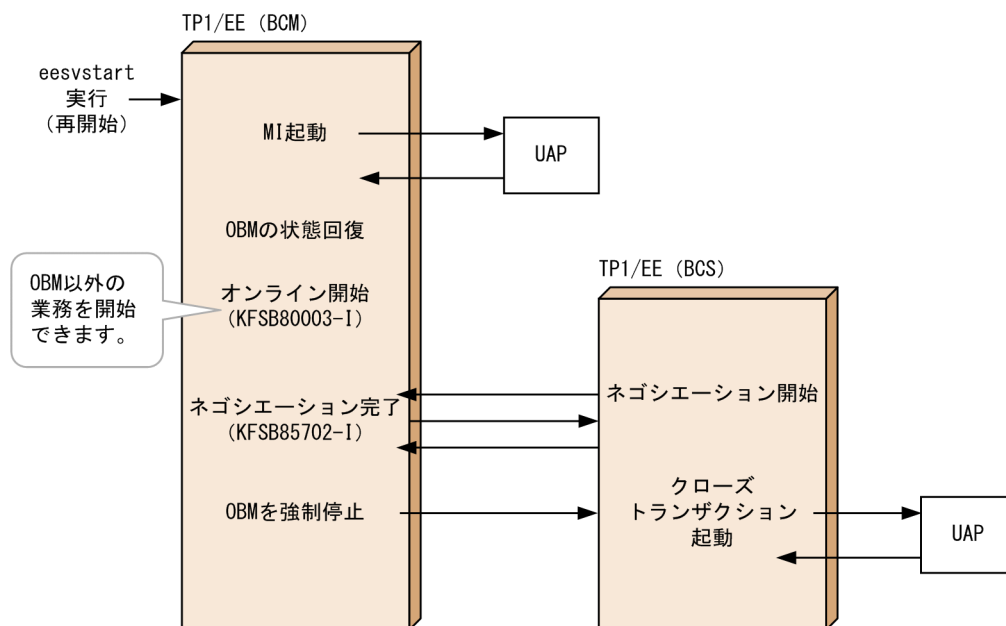 TP1/EE (BCM)
eesvstart
実行
(再開始)
MI起動
UAP
OBMの状態回復
OBM以外の
業務を開始
できます。
オンライン開始
(KFSB80003-I)
TP1/EE (BCS)
ネゴシエーション開始
ネゴシエーション完了
(KFSB85702-I)
OBMを強制停止
クローズ
トランザクション
起動
UAP